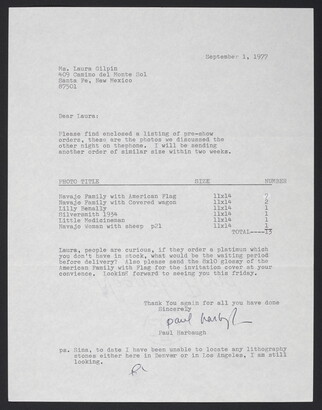 September 1, 1977
Ms. Laura Gilpin
409 Camino del Monte Sol
Santa Fe, New Mexico
87501
Dear Laura:
Please find enclosed a listing of pre-show
orders, these are the photos we discussed the
other night on thephone. I will be sending
another order of similar size within two weeks.
PHOTO TITLE SIZE NUMBER
Navajo Family with American Flag 11x14
Navajo Family with Covered wagon 11x14
Lilly Benally 11x14 1
Silversmith 1934 11x14 1
Little Medicineman 11x14 1
Navajo Woman with sheep p21 11x14 1
TOTAL
Laura, people are curious, if they order a platinum which
you don't have in stock, what would be the waiting period
before delivery? Also please send the 8x10 glossy of the
American Family with Flag for the invitation cover at your
convience. Lookin' forward to seeing you this friday.
Thank You again for all you have done
Sincerely
paul harbaugh
Paul Harbaugh
ps. Hins, to date I have been unable to locate any lithography
stones either here in Denver or in Los Angeles, I am still
looking.